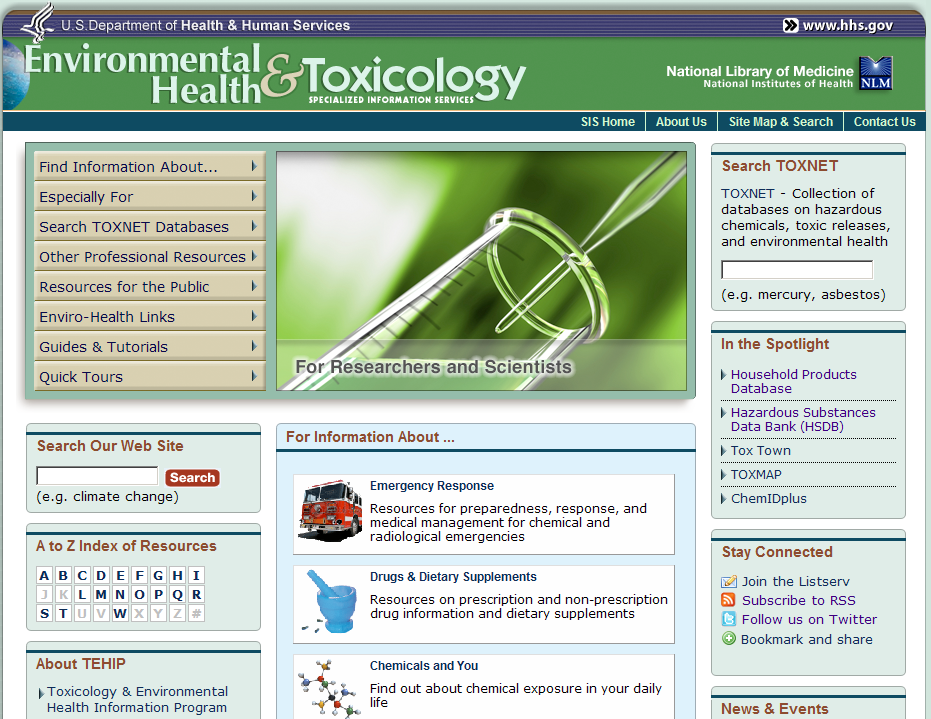 U.S.Department of Health & Human Services
www.hhs.gov
Environmental
Health
& Toxicology
SPECIALIZED INFORMATION SERVICES
National Library of Medicine
National Institutes of Health
NLM
SIS Home
About Us
Site Map & Search
Contact Us
Find Information About...
Especially For
Search TOXNET Databases
Other Professional Resources
Resources for the Public
Enviro-Health Links
Guides & Tutorials
Quick Tours
For Researchers and Scientists
Search Our Web Site
Search
(e.g. climate change)
A to Z Index of Resources
A B C D E F G H I
J K L M N O P Q R
S T U V W X Y Z #
About TEHIP
Toxicology & Environmental
Health Information Program
For Information About ...
Emergency Response
Resources for preparedness, response, and
medical management for chemical and
radiological emergencies
Drugs & Dietary Supplements
Resources on prescription and non-prescription
drug information and dietary supplements
Chemicals and You
Find out about chemical exposure in your daily
life
Search TOXNET
TOXNET - Collection of
databases on hazardous
chemicals, toxic releases,
and environmental health
(e.g. mercury, asbestos)
In the Spotlight
Household Products
Database
Hazardous Substances
Data Bank (HSDB)
Tox Town
TOXMAP
ChemIDplus
Stay Connected
Join the Listserv
Subscribe to RSS
Follow us on Twitter
Bookmark and share
News & Events